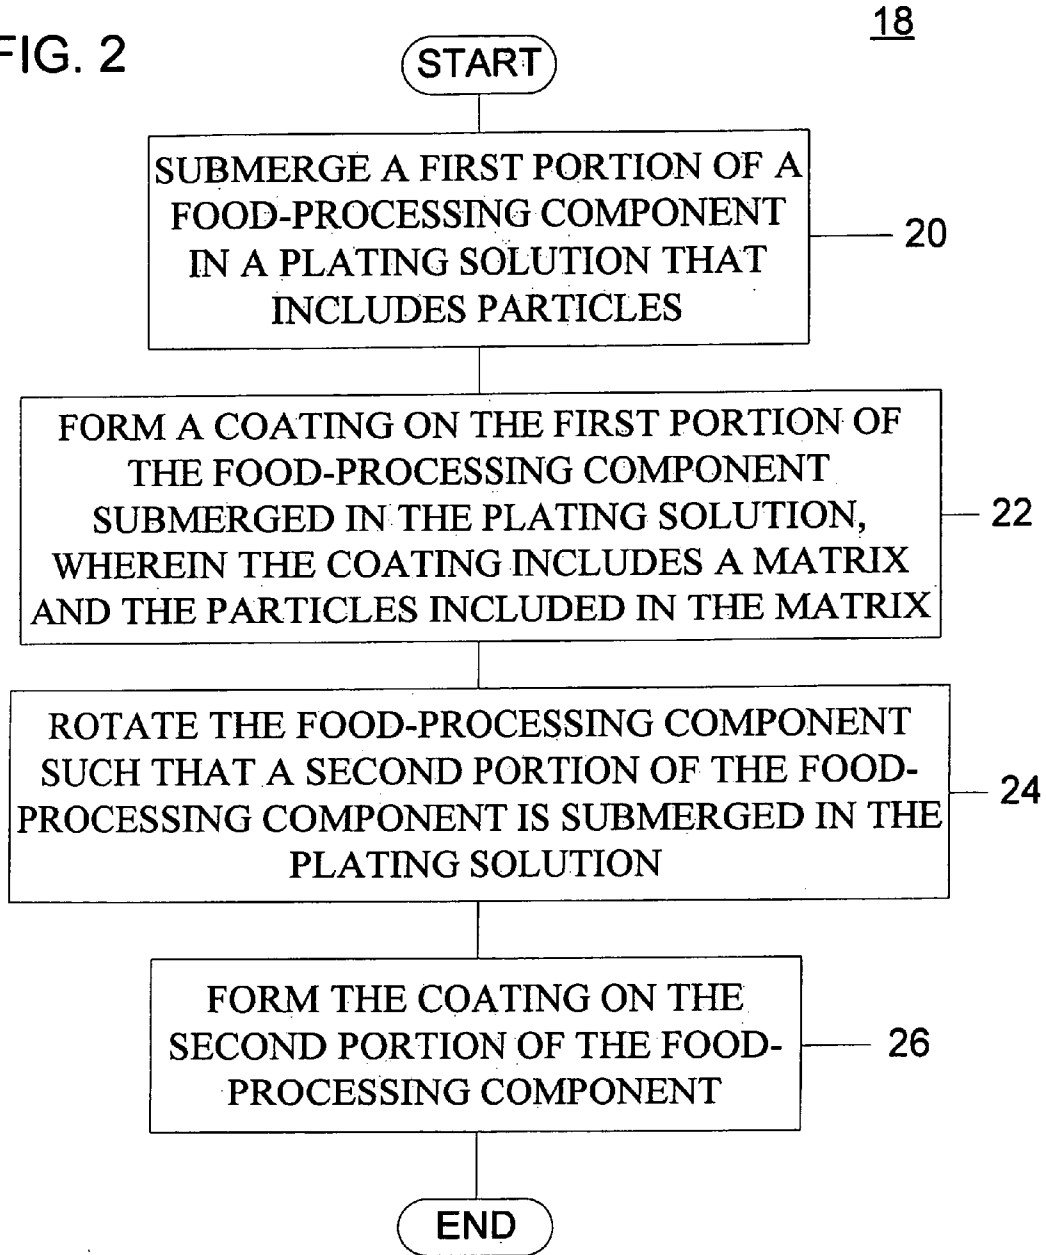 FIG. 2
18
START
SUBMERGE A FIRST PORTION OF A
FOOD-PROCESSING COMPONENT
IN A PLATING SOLUTION THAT
INCLUDES PARTICLES
20
FORM A COATING ON THE FIRST PORTION OF
THE FOOD-PROCESSING COMPONENT
SUBMERGED IN THE PLATING SOLUTION,
WHEREIN THE COATING INCLUDES A MATRIX
AND THE PARTICLES INCLUDED IN THE MATRIX
22
ROTATE THE FOOD-PROCESSING COMPONENT
SUCH THAT A SECOND PORTION OF THE FOOD-
PROCESSING COMPONENT IS SUBMERGED IN THE
PLATING SOLUTION
24
FORM THE COATING ON THE
SECOND PORTION OF THE FOOD-
PROCESSING COMPONENT
26
END